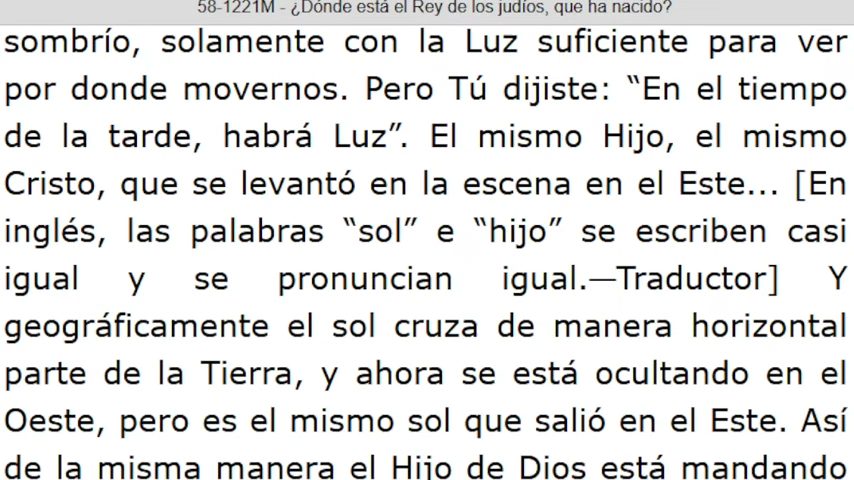 58-1221M - ¿Dónde está el Rey de los judíos, que ha nacido?
sombrío, solamente con la Luz suficiente para ver
por donde movernos. Pero Tú dijiste: “En el tiempo
de la tarde, habrá Luz”. El mismo Hijo, el mismo
Cristo, que se levantó en la escena en el Este... [En
inglés, las palabras “sol” e “hijo” se escriben casi
igual y se pronuncian igual.—Traductor] Y
geográficamente el sol cruza de manera horizontal
parte de la Tierra, y ahora se está ocultando en el
Oeste, pero es el mismo sol que salió en el Este. Así
de la misma manera el Hijo de Dios está mandando